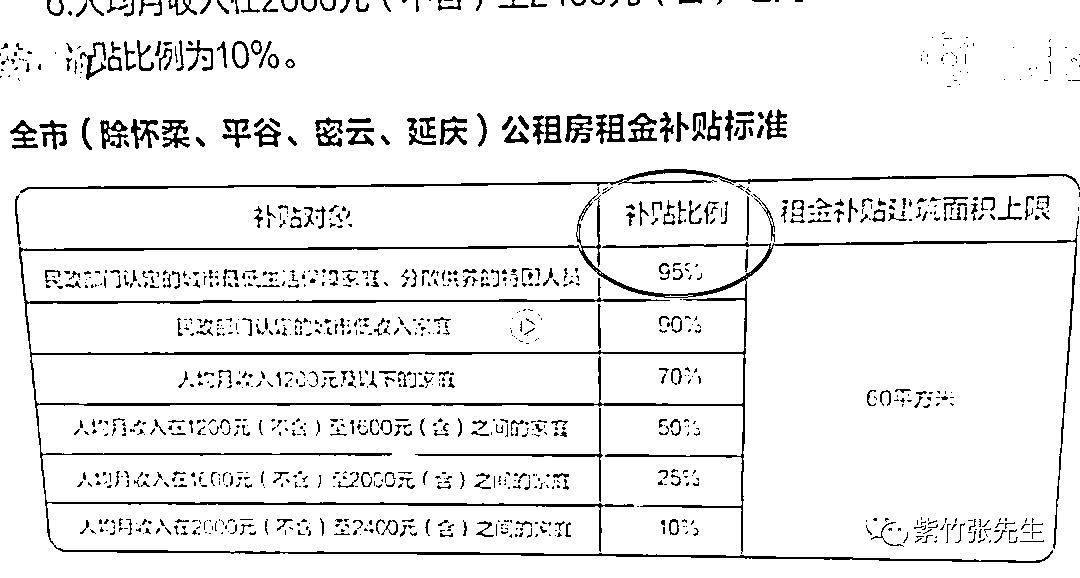 6.人均月收入在2000元（不含）至2400元（含）之间
补贴比例为10%。
全市（除怀柔、平谷、密云、延庆）公租房租金补贴标准
补贴对象 补贴比例 租金补贴建筑面积上限
民政部门认定的城市最低生活保障家庭、分散供养的特困人员 95%
民政部门认定的城市低收入家庭 90%
人均月收入1200元及以下的家庭 70%
60平方米
人均月收入在1200元（不含）至1600元（含）之间的家庭 50%
人均月收入在1600元（不含）至2000元（含）之间的家庭 25%
人均月收入在2000元（不含）至2400元（含）之间的家庭 10%
紫竹张先生